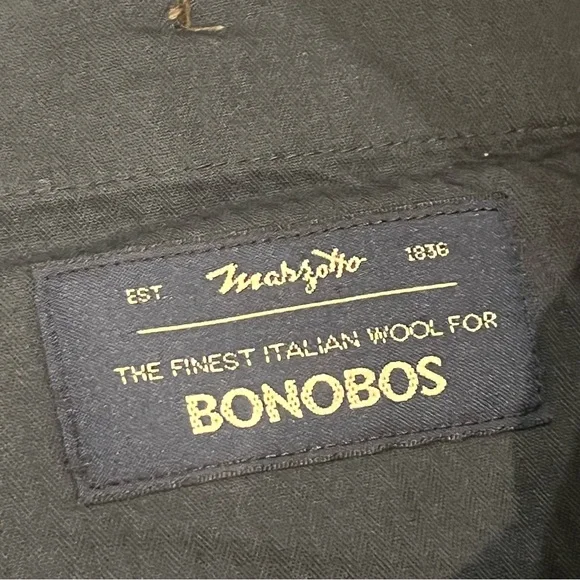 EST. Marzotto 1836
THE FINEST ITALIAN WOOL FOR
BONOBOS